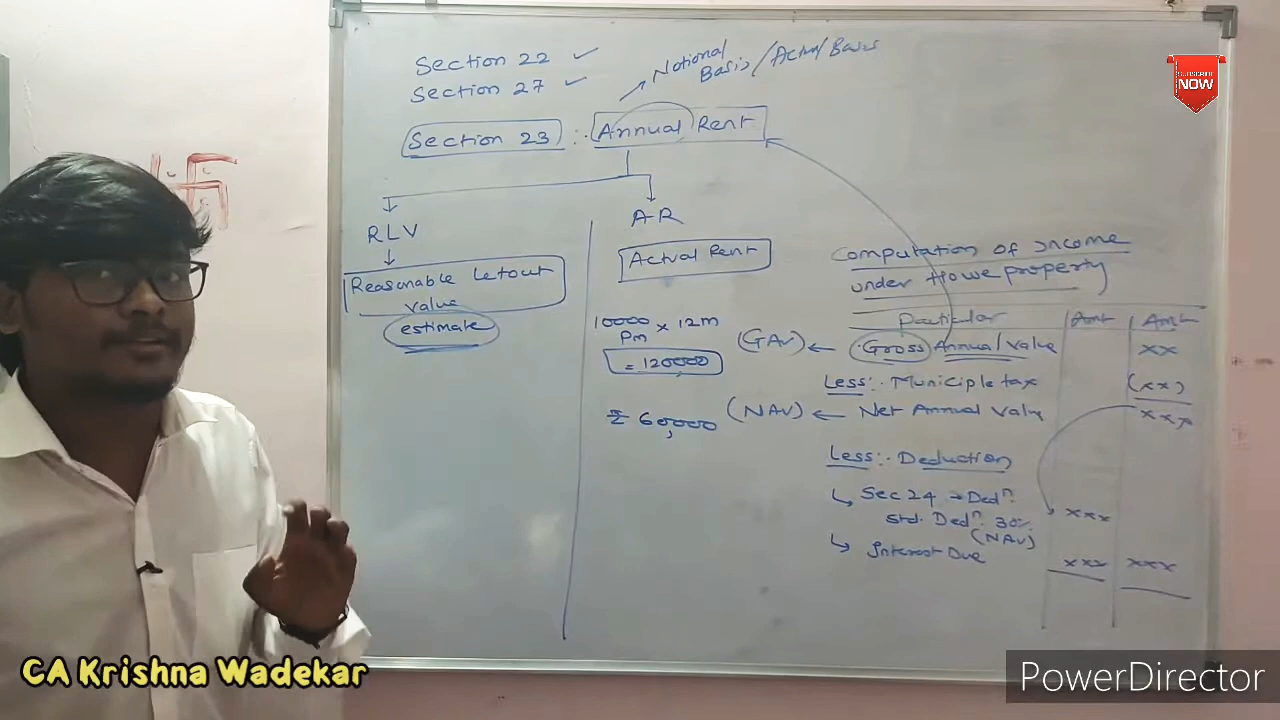 Section 22
Section 27
Notional
Basis / Actual Basis
Section 23 :. Annual Rent
RLV
AR
Reasonable Letout
value
estimate
Actual Rent
10000 x 12m
Pm
= 120000
₹ 60,000
Computation of Income
under House property
Particular Amt Amt
(GAV) ← Gross Annual Value xx
Less:. Municiple tax (xx)
(NAV) ← Net Annual Value xxx
Less:. Deduction
Sec 24 → Dedn.
std. Dedn. 30% xxx
(NAV)
Interest Due xxx xxx
SUBSCRIBE
NOW
CA Krishna Wadekar
PowerDirector